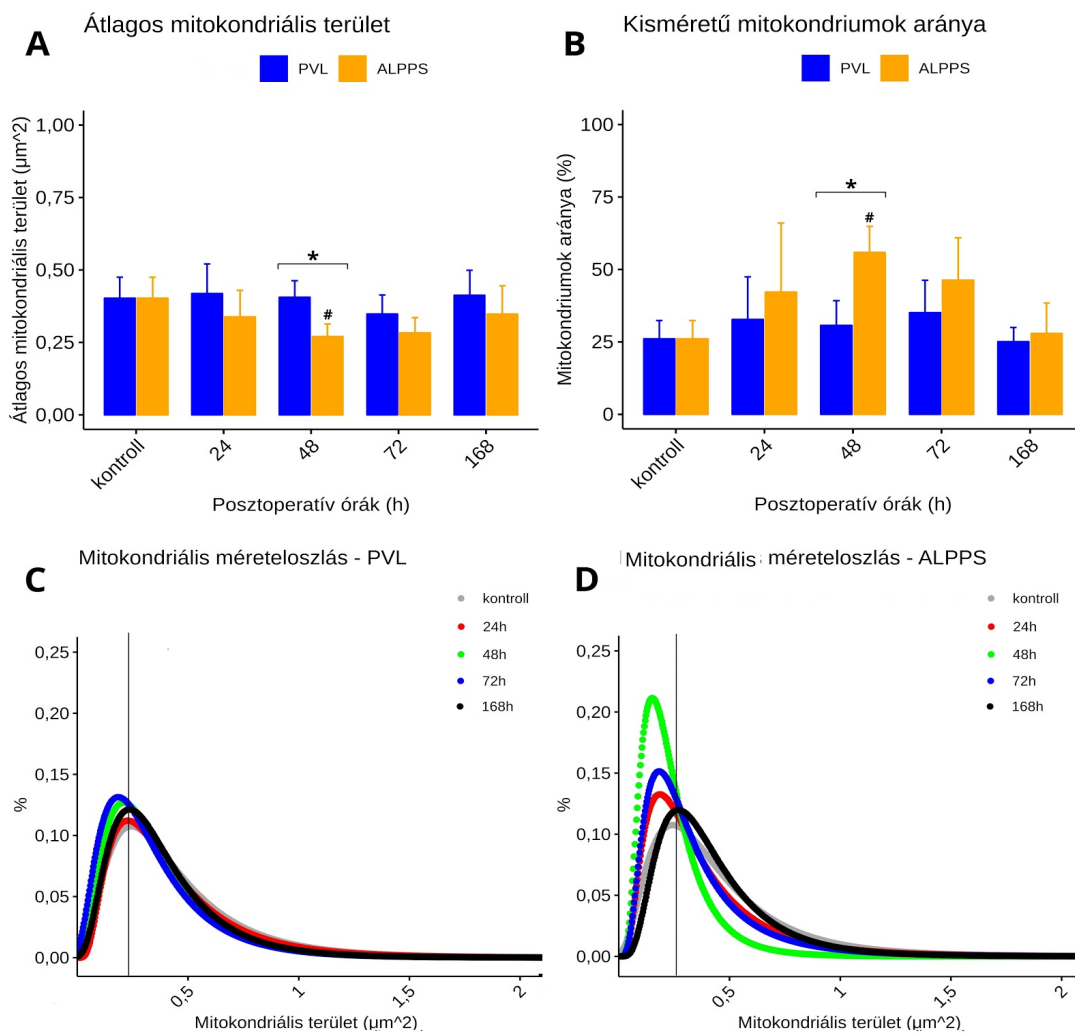 A
Átlagos mitokondriális terület
PVL ALPPS
Átlagos mitokondriális terület (µm^2)
1,00
0,75
0,50
0,25
0,00
*
#
kontroll 24 48 72 168
Posztoperatív órák (h)
B
Kisméretű mitokondriumok aránya
PVL ALPPS
Mitokondriumok aránya (%)
100
75
50
25
0
*
#
kontroll 24 48 72 168
Posztoperatív órák (h)
C
Mitokondriális méreteloszlás - PVL
kontroll
24h
48h
72h
168h
%
0,25
0,20
0,15
0,10
0,05
0,00
0,5 1 1,5 2
Mitokondriális terület (µm^2)
D
Mitokondriális méreteloszlás - ALPPS
kontroll
24h
48h
72h
168h
%
0,25
0,20
0,15
0,10
0,05
0,00
0,5 1 1,5 2
Mitokondriális terület (µm^2)